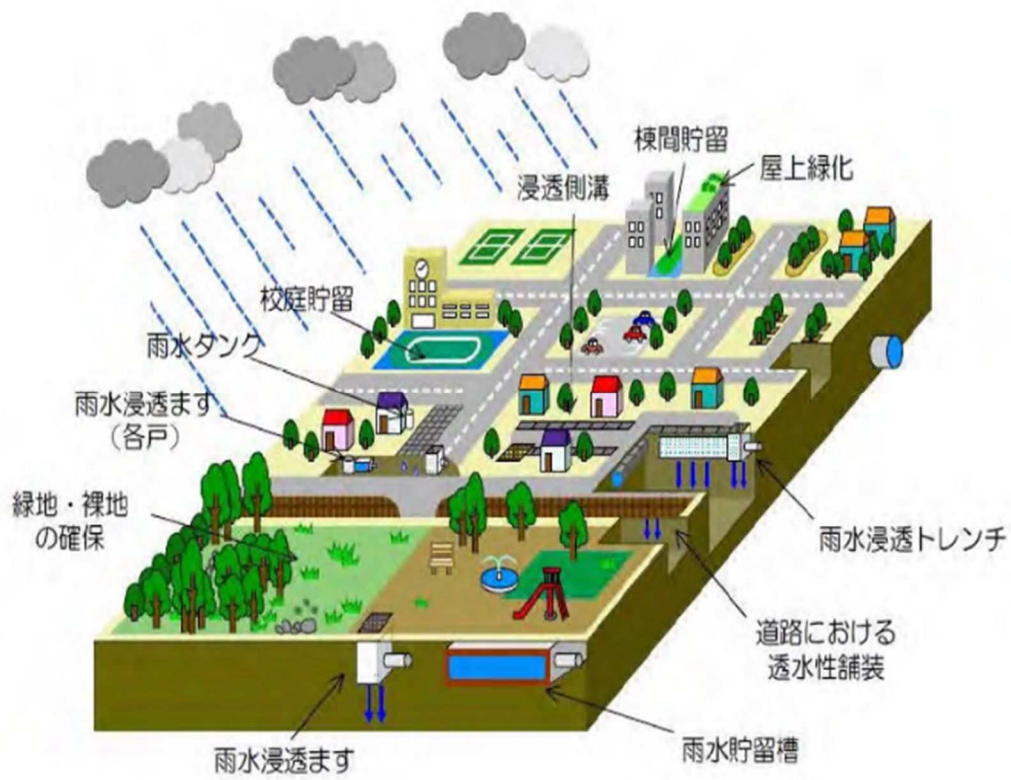 棟間貯留
屋上緑化
浸透側溝
校庭貯留
雨水タンク
雨水浸透ます
（各戸）
緑地・裸地
の確保
雨水浸透トレンチ
道路における
透水性舗装
雨水貯留槽
雨水浸透ます